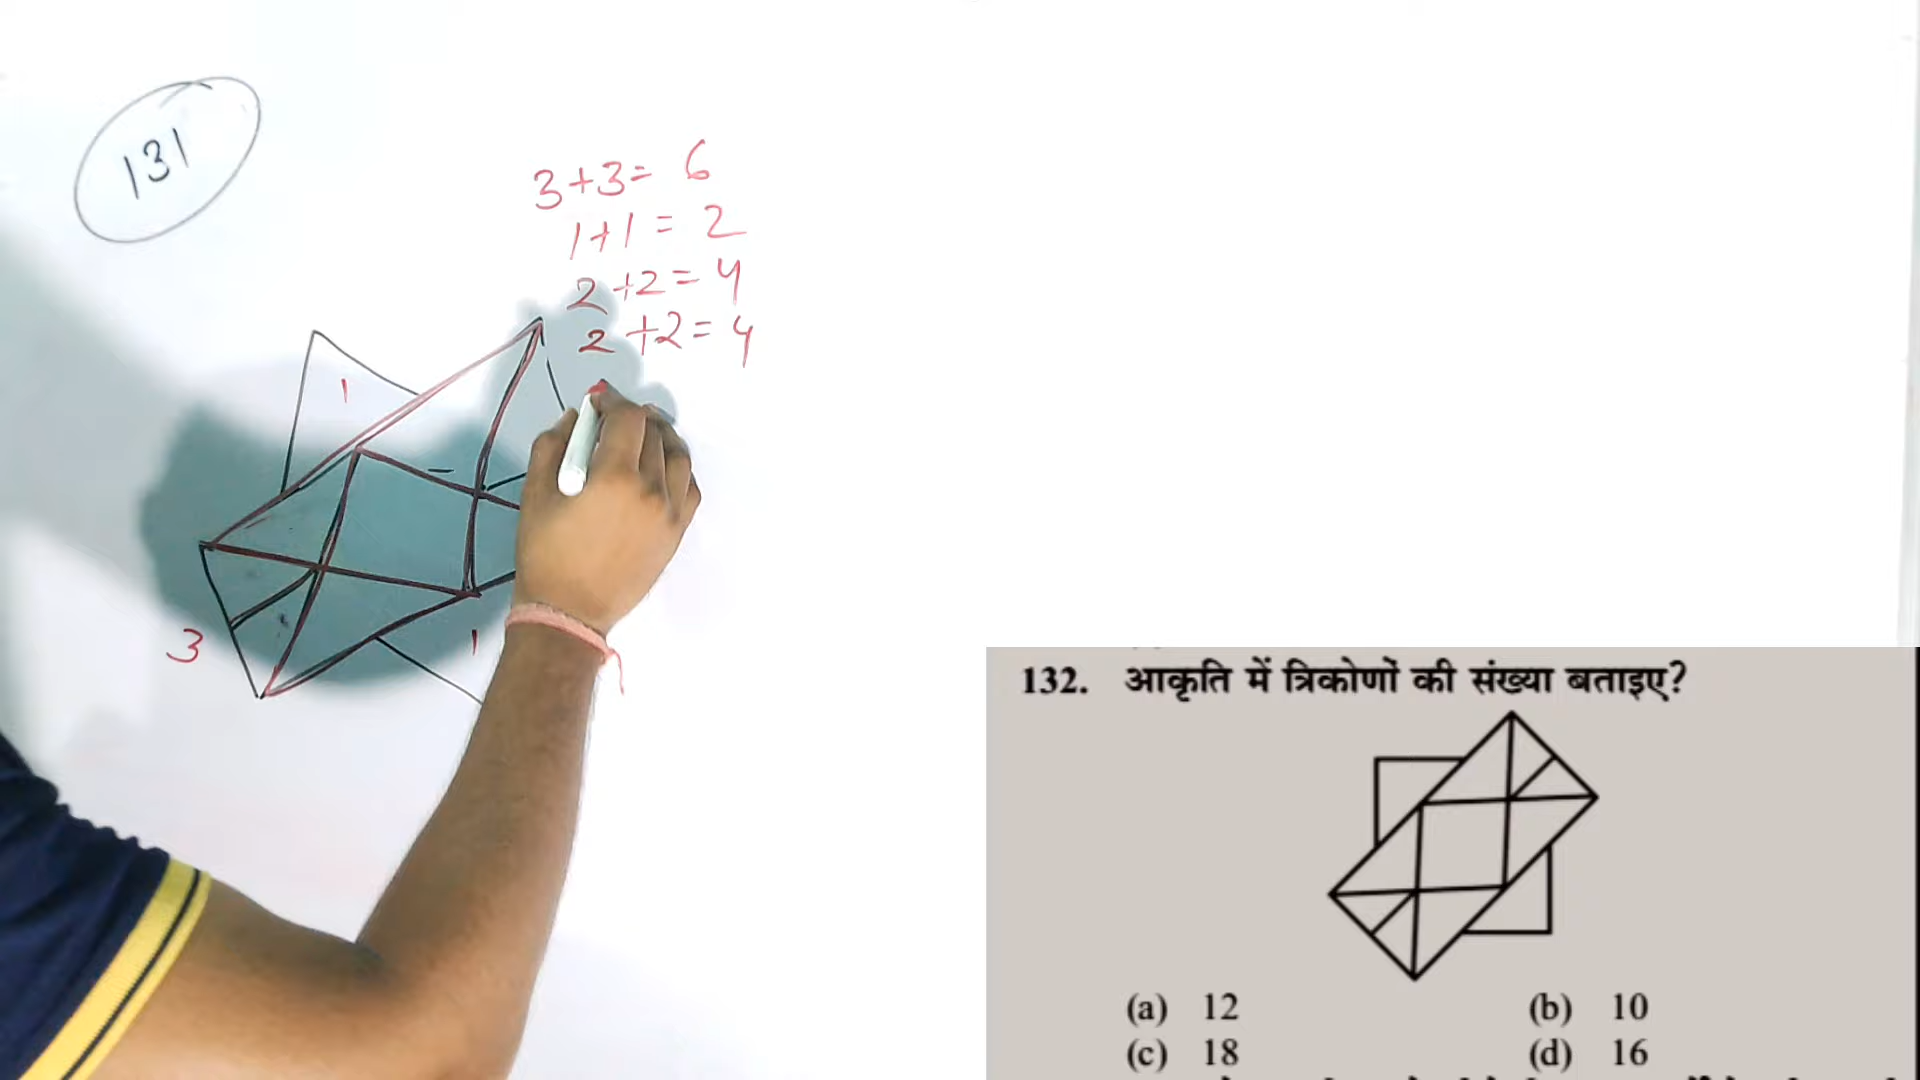 131
3+3= 6
1+1 = 2
2+2= 4
2+2= 4
1
3
1
132. आकृति में त्रिकोणों की संख्या बताइए?
(a) 12 (b) 10
(c) 18 (d) 16